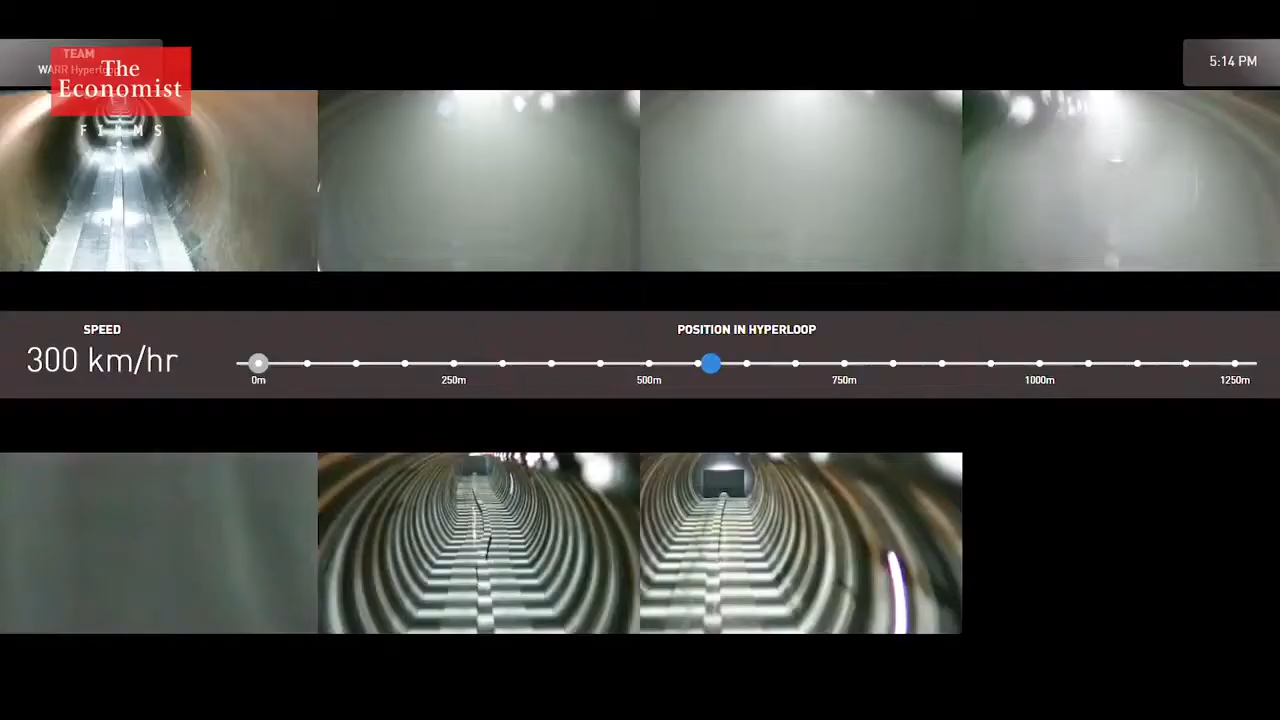 TEAM
WARR Hyperloop
The
Economist
FILMS
5:14 PM
SPEED
300 km/hr
POSITION IN HYPERLOOP
0m
250m
500m
750m
1000m
1250m